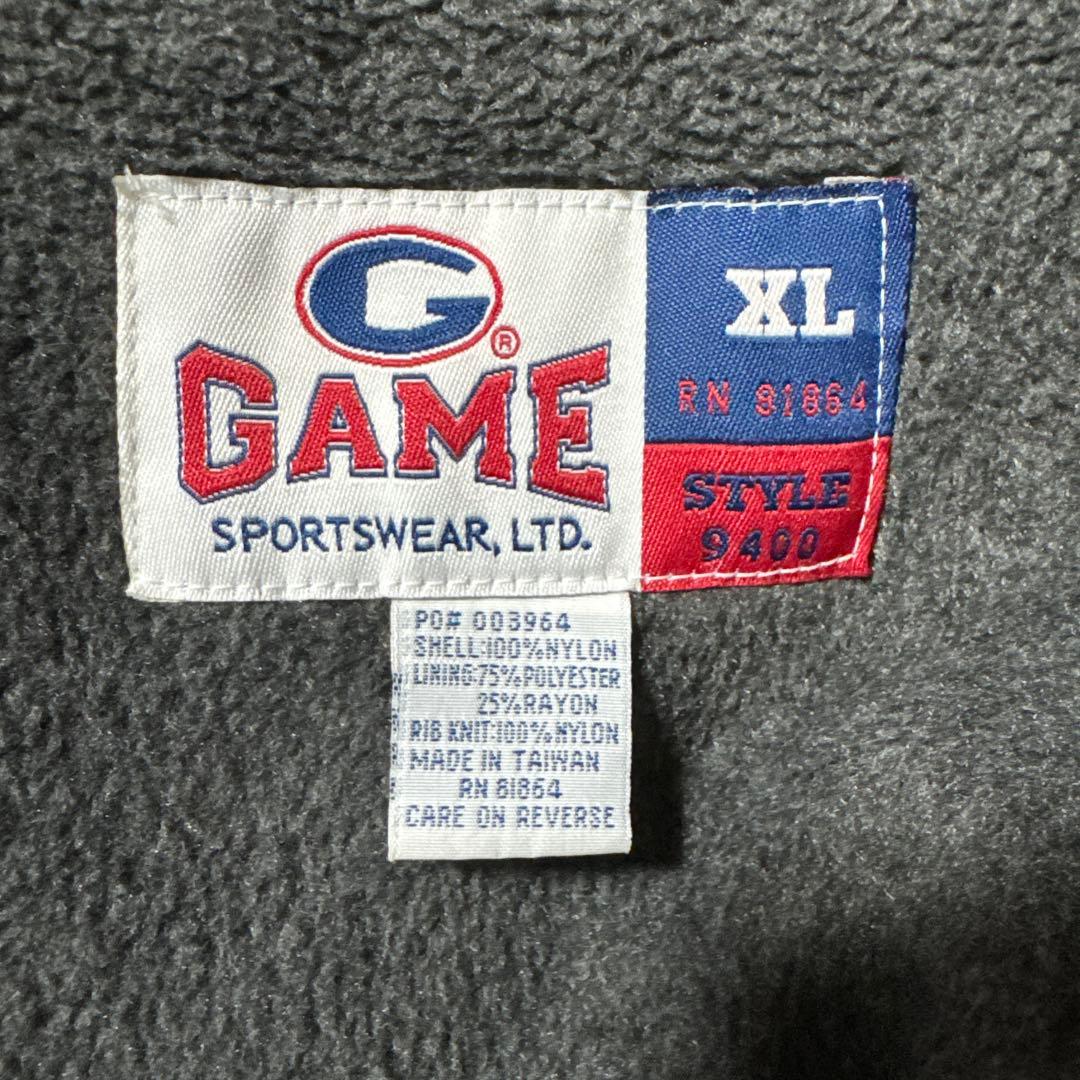 G
®
GAME
SPORTSWEAR, LTD.
XL
RN 81864
STYLE
9400
PO# 003964
SHELL:100%NYLON
LINING:75%POLYESTER
25%RAYON
RIB KNIT:100%NYLON
MADE IN TAIWAN
RN 81864
CARE ON REVERSE